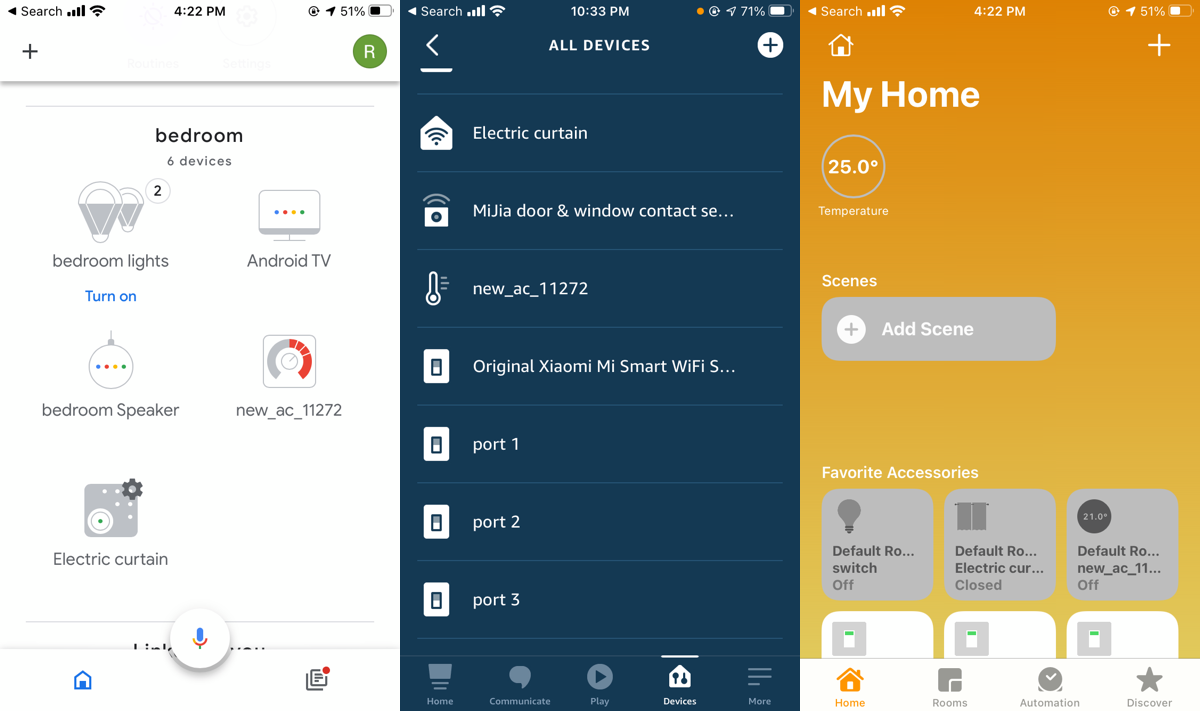 Search
4:22 PM
51%
Routines
Settings
R
bedroom
6 devices
2
bedroom lights
Turn on
Android TV
bedroom Speaker
new_ac_11272
Electric curtain
Search
10:33 PM
71%
ALL DEVICES
Electric curtain
MiJia door & window contact se...
new_ac_11272
Original Xiaomi Mi Smart WiFi S...
port 1
port 2
port 3
Home
Communicate
Play
Devices
More
Search
4:22 PM
51%
My Home
25.0°
Temperature
Scenes
Add Scene
Favorite Accessories
Default Ro...
switch
Off
Default Ro...
Electric cur...
Closed
21.0°
Default Ro...
new_ac_11...
Off
Home
Rooms
Automation
Discover